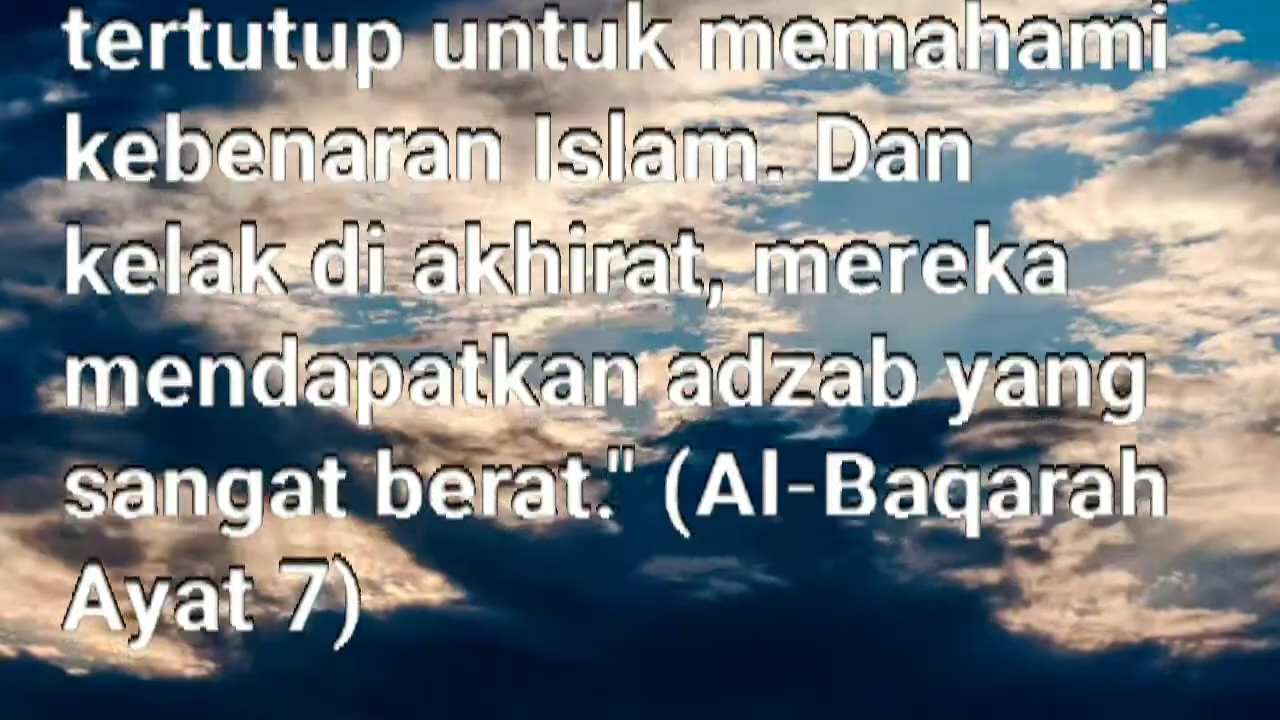 tertutup untuk memahami
kebenaran Islam. Dan
kelak di akhirat, mereka
mendapatkan adzab yang
sangat berat." (Al-Baqarah
Ayat 7)